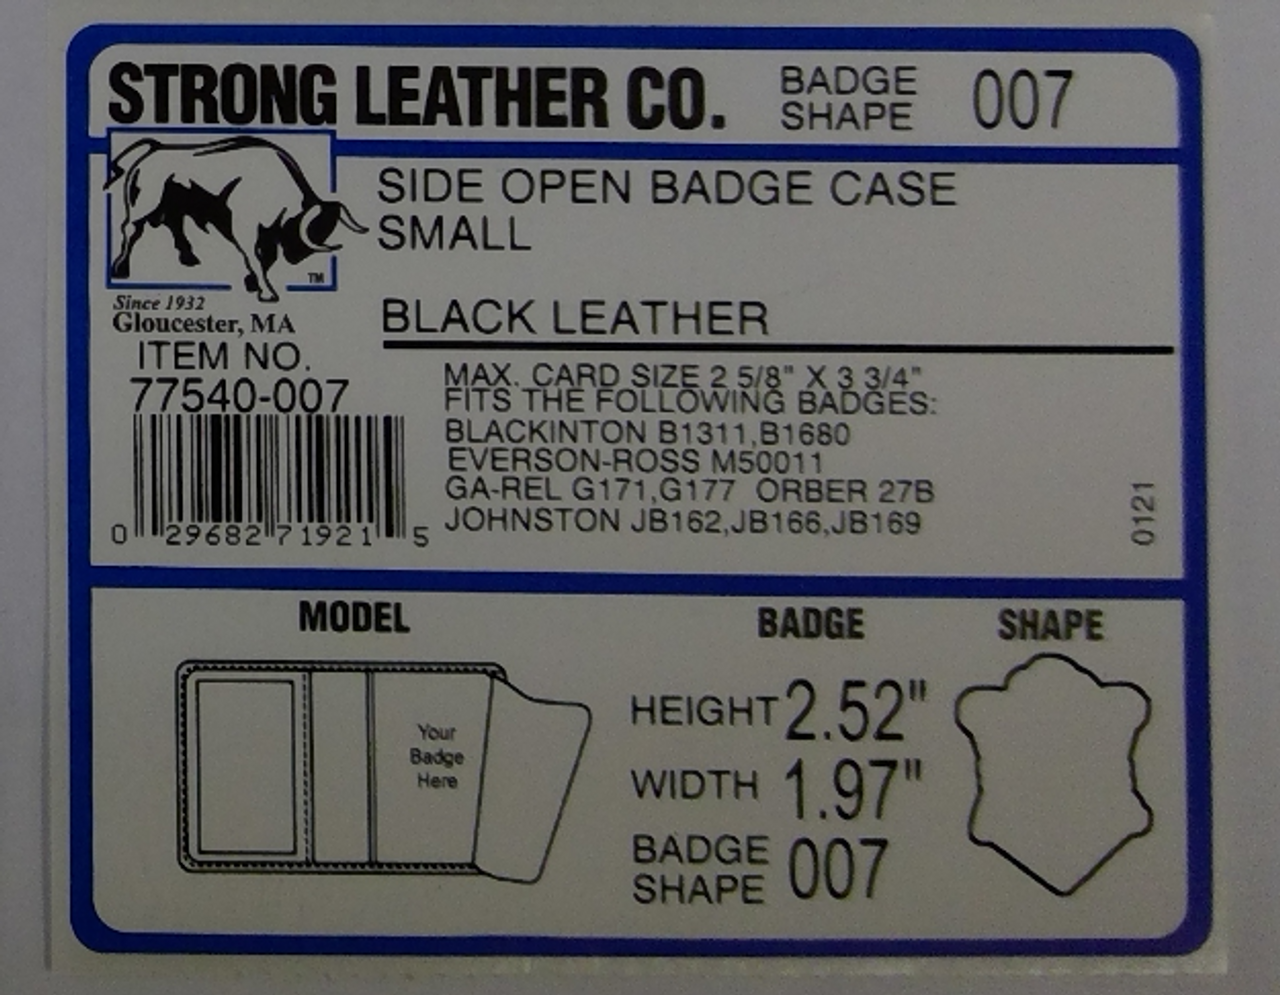 STRONG LEATHER CO.
BADGE
SHAPE
007
TM
Since 1932
Gloucester, MA
ITEM NO.
77540-007
0 29682 71921 5
SIDE OPEN BADGE CASE
SMALL
BLACK LEATHER
MAX. CARD SIZE 2 5/8" X 3 3/4"
FITS THE FOLLOWING BADGES:
BLACKINTON B1311,B1680
EVERSON-ROSS M50011
GA-REL G171,G177 ORBER 27B
JOHNSTON JB162,JB166,JB169
0121
MODEL
Your
Badge
Here
BADGE
HEIGHT 2.52"
WIDTH 1.97"
BADGE
SHAPE
007
SHAPE